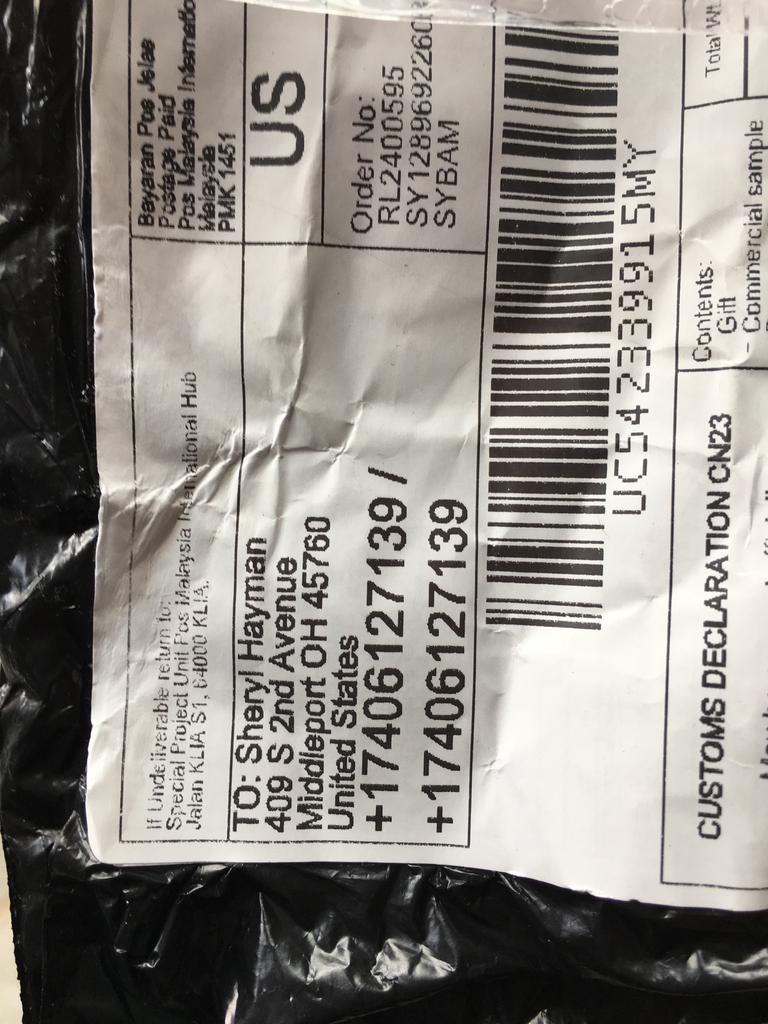 If Undeliverable return to:
Special Project Unit Pos Malaysia International Hub
Jalan KLIA S1, 64000 KLIA.
Bayaran Pos Jelas
Postage Paid
Pos Malaysia
Malaysia
PMK 1451
TO: Sheryl Hayman
409 S 2nd Avenue
Middleport OH 45760
United States
+17406127139 /
+17406127139
US
Order No:
RL2400595
SY12896922602
SYBAM
UC542339915MY
CUSTOMS DECLARATION CN23
Contents:
Gift
- Commercial sample
Total Wt